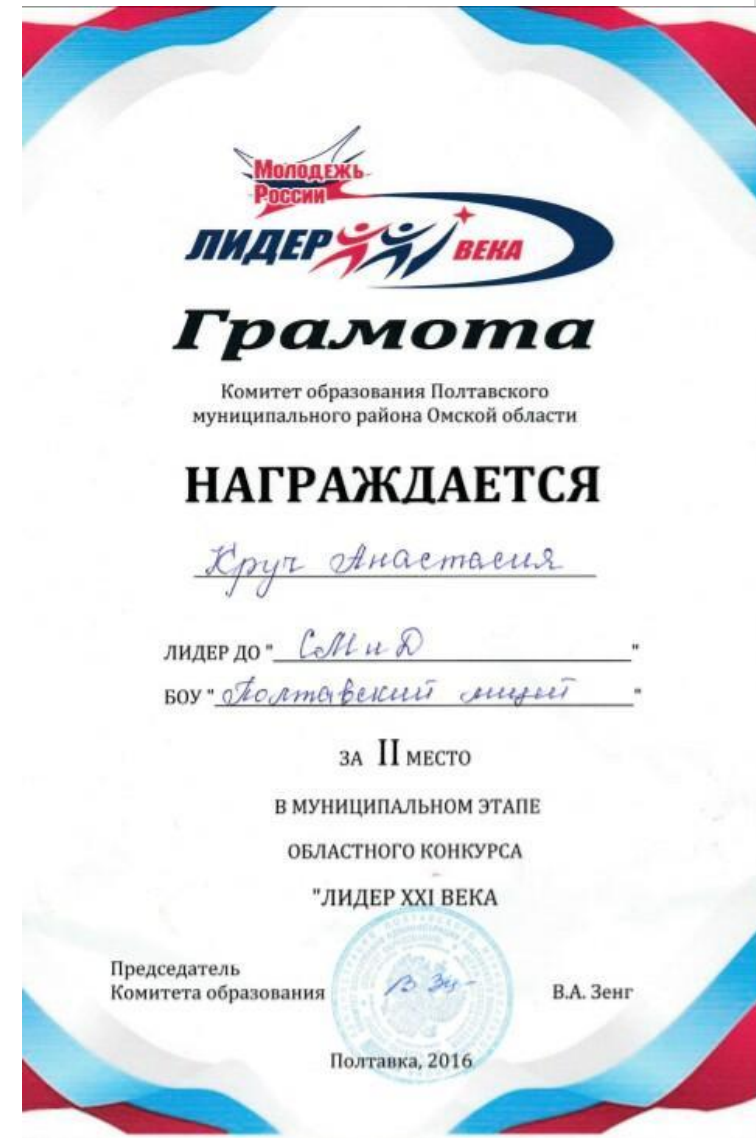 Молодежь
России
ЛИДЕР ВЕКА
Грамота
Комитет образования Полтавского
муниципального района Омской области
НАГРАЖДАЕТСЯ
Круч Анастасия
ЛИДЕР ДО " СМиД "
БОУ " Полтавский лицей "
ЗА II МЕСТО
В МУНИЦИПАЛЬНОМ ЭТАПЕ
ОБЛАСТНОГО КОНКУРСА
"ЛИДЕР XXI ВЕКА
Председатель
Комитета образования В.А. Зенг
Полтавка, 2016